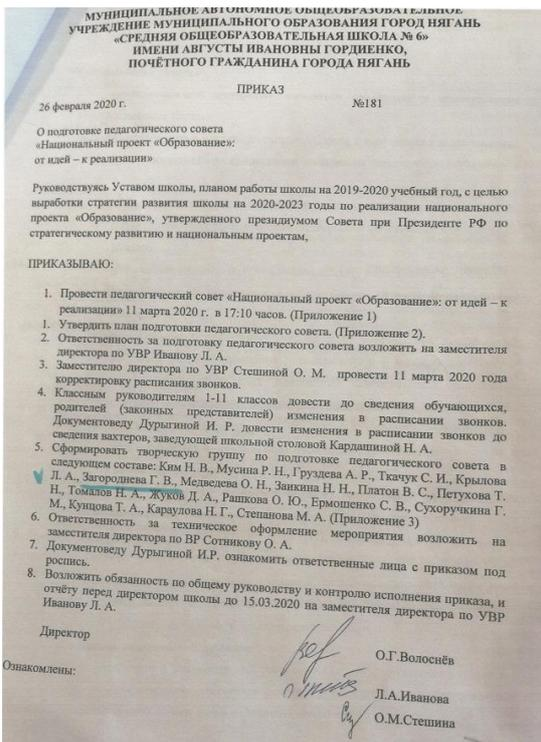 МУНИЦИПАЛЬНОЕ АВТОНОМНОЕ ОБЩЕОБРАЗОВАТЕЛЬНОЕ
УЧРЕЖДЕНИЕ МУНИЦИПАЛЬНОГО ОБРАЗОВАНИЯ ГОРОД НЯГАНЬ
«СРЕДНЯЯ ОБЩЕОБРАЗОВАТЕЛЬНАЯ ШКОЛА № 6»
ИМЕНИ АВГУСТЫ ИВАНОВНЫ ГОРДИЕНКО,
ПОЧЁТНОГО ГРАЖДАНИНА ГОРОДА НЯГАНЬ
ПРИКАЗ
26 февраля 2020 г. №181
О подготовке педагогического совета
«Национальный проект «Образование»:
от идей – к реализации»
Руководствуясь Уставом школы, планом работы школы на 2019-2020 учебный год, с целью
выработки стратегии развития школы на 2020-2023 годы по реализации национального
проекта «Образование», утвержденного президиумом Совета при Президенте РФ по
стратегическому развитию и национальным проектам,
ПРИКАЗЫВАЮ:
1. Провести педагогический совет «Национальный проект «Образование»: от идей – к
реализации» 11 марта 2020 г. в 17:10 часов. (Приложение 1)
1. Утвердить план подготовки педагогического совета. (Приложение 2).
2. Ответственность за подготовку педагогического совета возложить на заместителя
директора по УВР Иванову Л. А.
3. Заместителю директора по УВР Стешиной О. М. провести 11 марта 2020 года
корректировку расписания звонков.
4. Классным руководителям 1-11 классов довести до сведения обучающихся,
родителей (законных представителей) изменения в расписании звонков.
Документоведу Дурыгиной И. Р. довести изменения в расписании звонков до
сведения вахтеров, заведующей школьной столовой Кардашиной Н. А.
5. Сформировать творческую группу по подготовке педагогического совета в
следующем составе: Ким Н. В., Мусина Р. Н., Груздева А. Р., Ткачук С. И., Крылова
Л. А., Загороднева Г. В., Медведева О. Н., Заикина Н. Н., Платон В. С., Петухова Т.
Н., Томалов Н. А., Жуков Д. А., Рашкова О. Ю., Ермошенко С. В., Сухоручкина Г.
М., Кунцова Т. А., Караулова Н. Г., Степанова М. А. (Приложение 3)
6. Ответственность за техническое оформление мероприятия возложить на
заместителя директора по ВР Сотникову О. А.
7. Документоведу Дурыгиной И.Р. ознакомить ответственные лица с приказом под
роспись.
8. Возложить обязанность по общему руководству и контролю исполнения приказа, и
отчёту перед директором школы до 15.03.2020 на заместителя директора по УВР
Иванову Л. А.
Директор О.Г.Волоснёв
Ознакомлены: Л.А.Иванова
О.М.Стешина